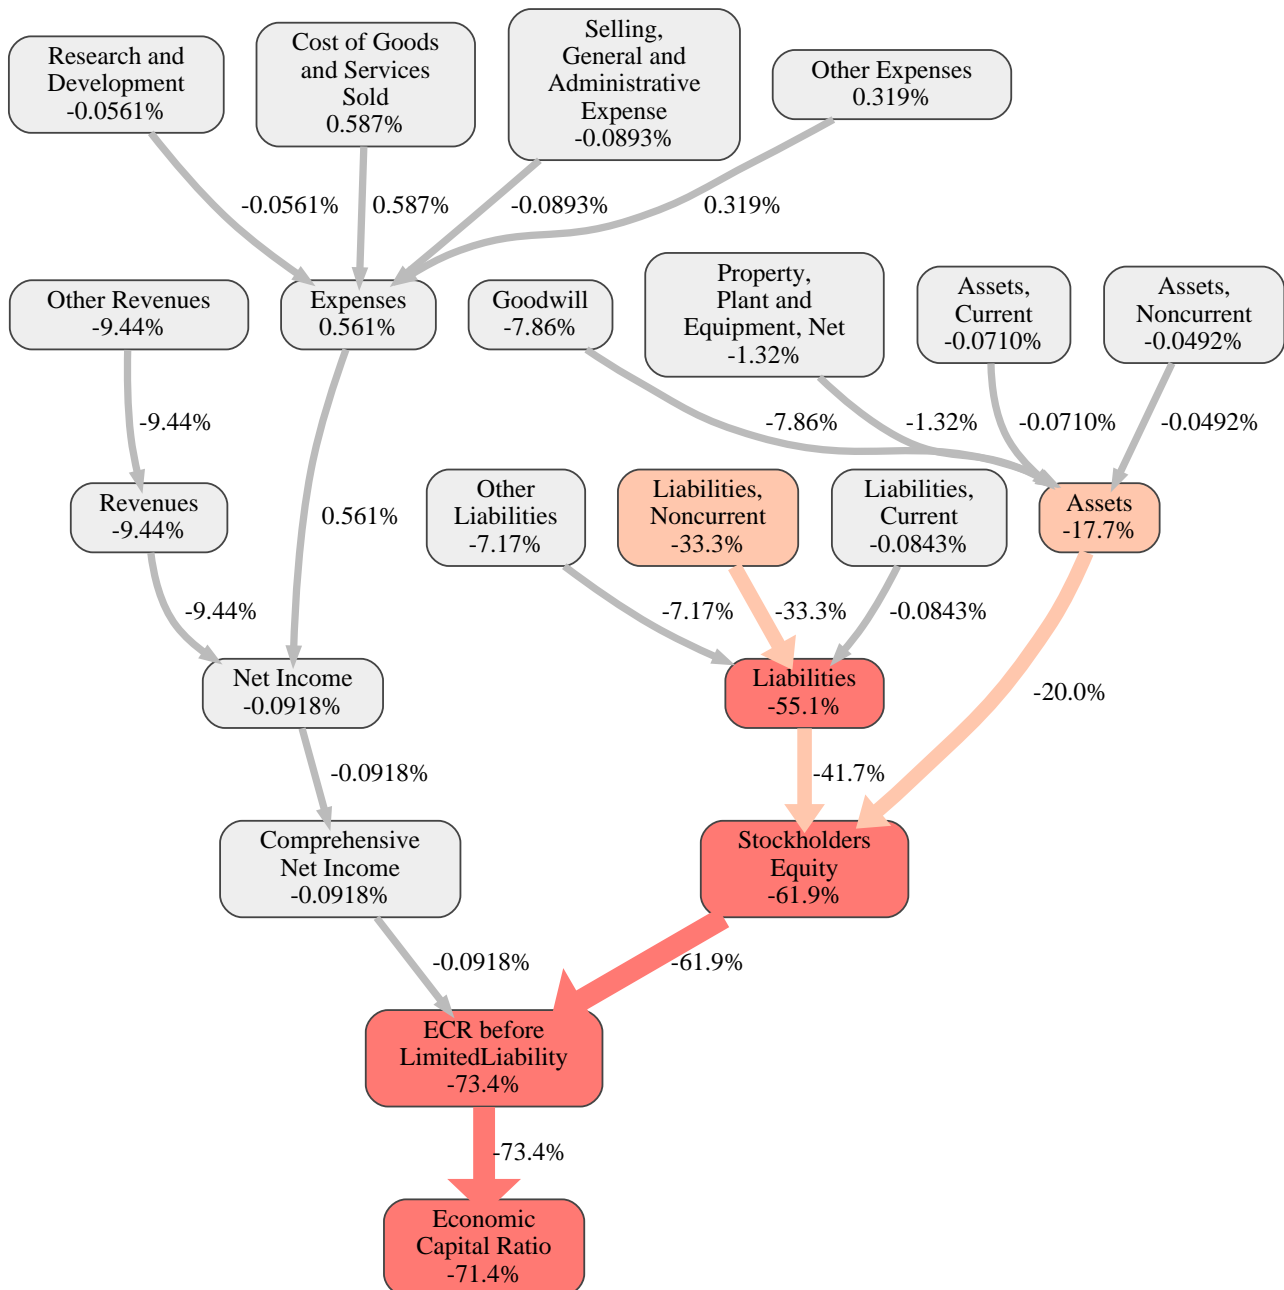 Research and
Development
-0.0561%
Cost of Goods
and Services
Sold
0.587%
Selling,
General and
Administrative
Expense
-0.0893%
Other Expenses
0.319%
-0.0561%
0.587%
-0.0893%
0.319%
Other Revenues
-9.44%
Expenses
0.561%
Goodwill
-7.86%
Property,
Plant and
Equipment, Net
-1.32%
Assets,
Current
-0.0710%
Assets,
Noncurrent
-0.0492%
-9.44%
-7.86%
-1.32%
-0.0710%
-0.0492%
Revenues
-9.44%
0.561%
Other
Liabilities
-7.17%
Liabilities,
Noncurrent
-33.3%
Liabilities,
Current
-0.0843%
Assets
-17.7%
-9.44%
-7.17%
-33.3%
-0.0843%
Net Income
-0.0918%
Liabilities
-55.1%
-20.0%
-0.0918%
-41.7%
Comprehensive
Net Income
-0.0918%
Stockholders
Equity
-61.9%
-0.0918%
-61.9%
ECR before
LimitedLiability
-73.4%
-73.4%
Economic
Capital Ratio
-71.4%